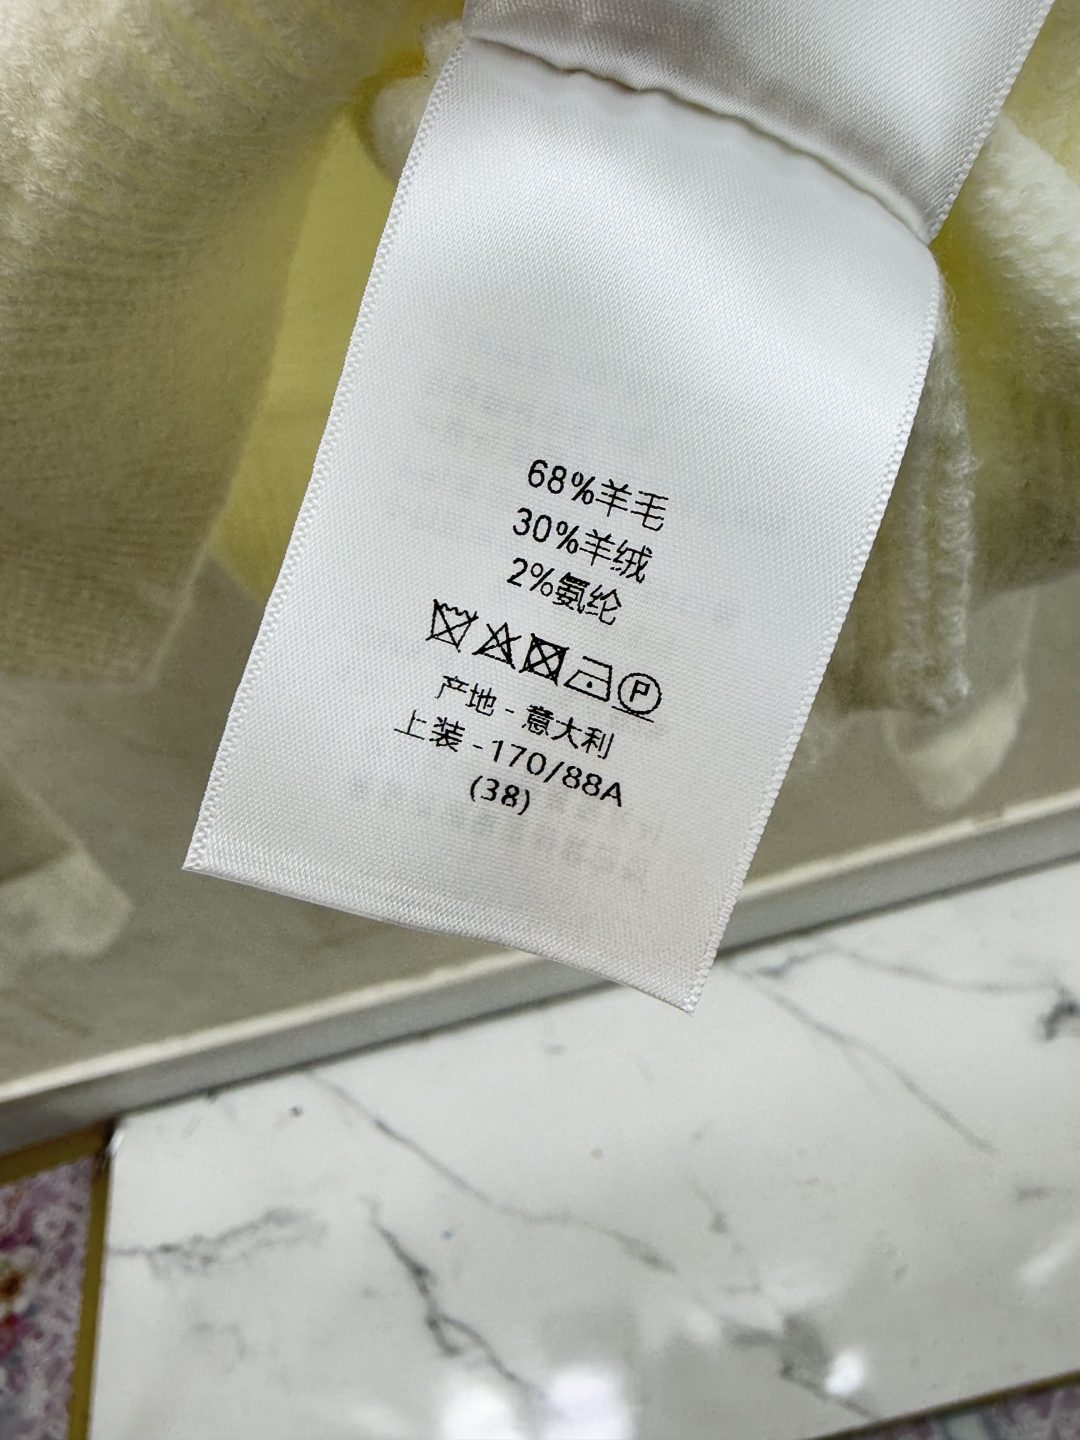 68%羊毛
30%羊绒
2%氨纶
P
产地 - 意大利
上装 -170/88A
(38)